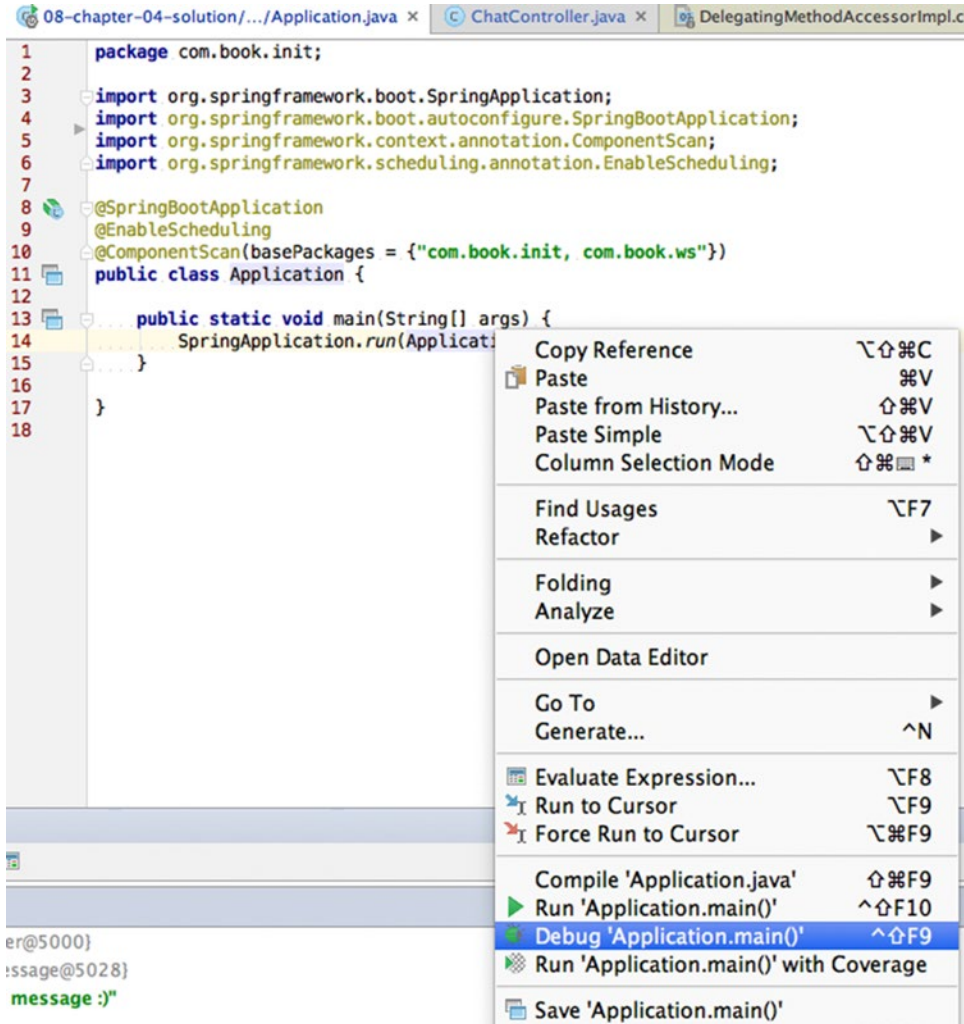 08-chapter-04-solution/.../Application.java × ChatController.java × DelegatingMethodAccessorImpl.c
1 package com.book.init;
2
3 import org.springframework.boot.SpringApplication;
4 import org.springframework.boot.autoconfigure.SpringBootApplication;
5 import org.springframework.context.annotation.ComponentScan;
6 import org.springframework.scheduling.annotation.EnableScheduling;
7
8 @SpringBootApplication
9 @EnableScheduling
10 @ComponentScan(basePackages = {"com.book.init, com.book.ws"})
11 public class Application {
12
13 public static void main(String[] args) {
14 SpringApplication.run(Applicati
15 }
16
17 }
18
Copy Reference ⌥⇧⌘C
Paste ⌘V
Paste from History... ⇧⌘V
Paste Simple ⌥⇧⌘V
Column Selection Mode ⇧⌘⌨ *
Find Usages ⌥F7
Refactor ▶
Folding ▶
Analyze ▶
Open Data Editor
Go To ▶
Generate... ^N
Evaluate Expression... ⌥F8
Run to Cursor ⌥F9
Force Run to Cursor ⌥⌘F9
Compile 'Application.java' ⇧⌘F9
Run 'Application.main()' ^⇧F10
Debug 'Application.main()' ^⇧F9
Run 'Application.main()' with Coverage
Save 'Application.main()'
er@5000}
essage@5028}
message :)"